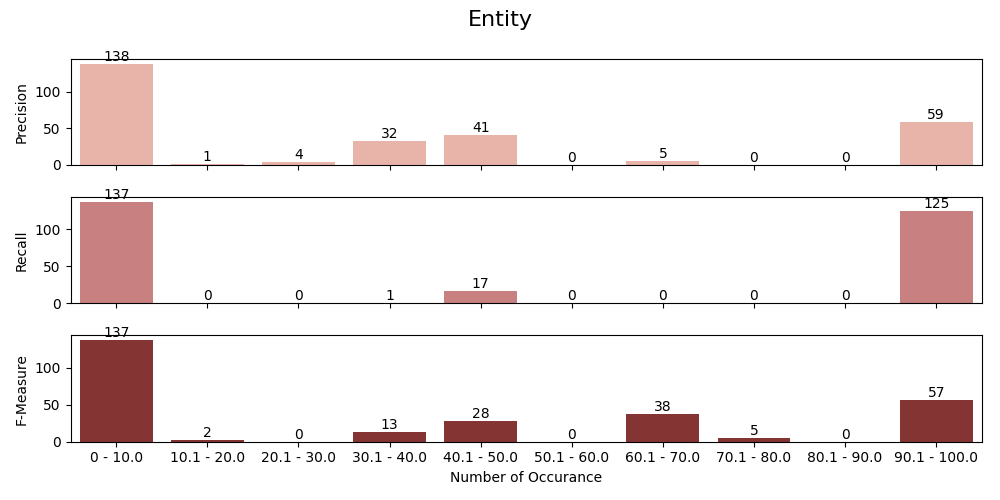 Entity
Precision
100
50
0
138
1
4
32
41
0
5
0
0
59
Recall
100
50
0
137
0
0
1
17
0
0
0
0
125
F-Measure
100
50
0
137
2
0
13
28
0
38
5
0
57
0 - 10.0
10.1 - 20.0
20.1 - 30.0
30.1 - 40.0
40.1 - 50.0
50.1 - 60.0
60.1 - 70.0
70.1 - 80.0
80.1 - 90.0
90.1 - 100.0
Number of Occurance